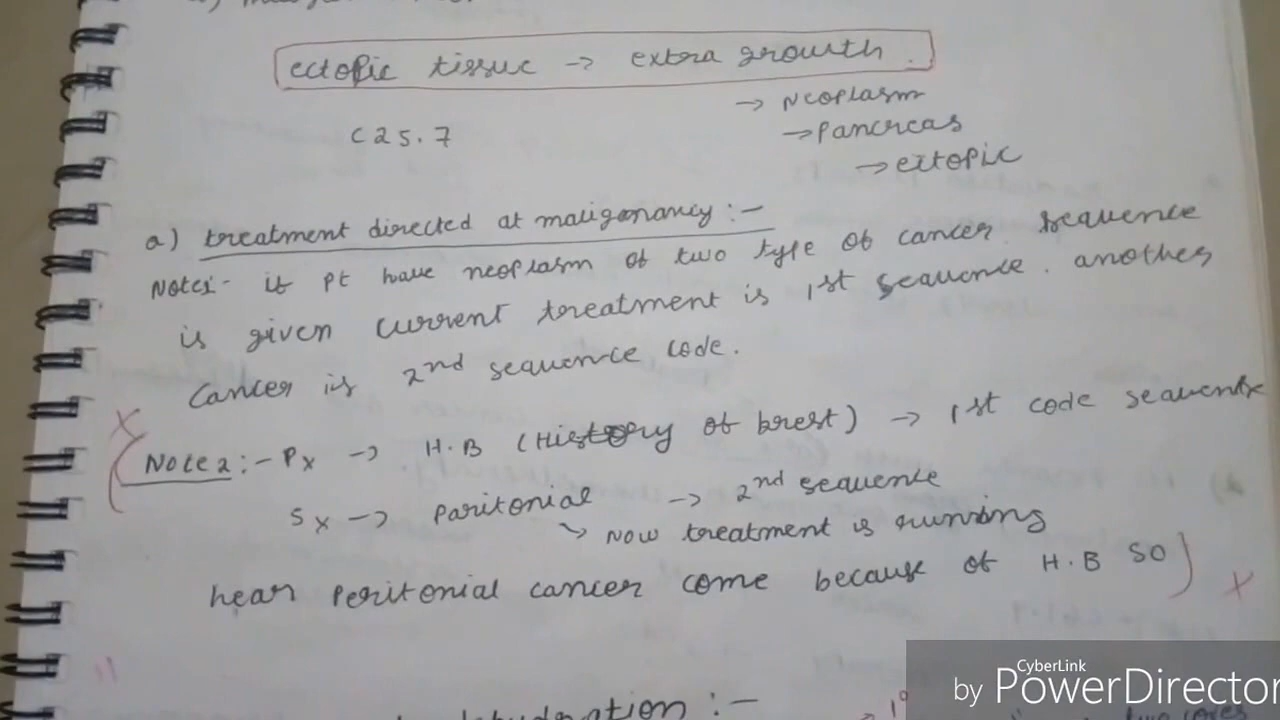 ectopic tissue → extra growth.
→ Neoplasm
C25.7
→ Pancreas
→ ectopic
a) treatment directed at maligonancy :-
Note1:- if Pt have neoplasm of two type of cancer sequence
is given current treatment is 1st sequence. another
cancer is 2nd sequence code.
Note2:- Px → H.B (History of brest) → 1st code sequence
Sx → Paritonial → 2nd sequence
↘ Now treatment is running
hear Peritonial cancer come because of H.B so
:-
CyberLink
by PowerDirector